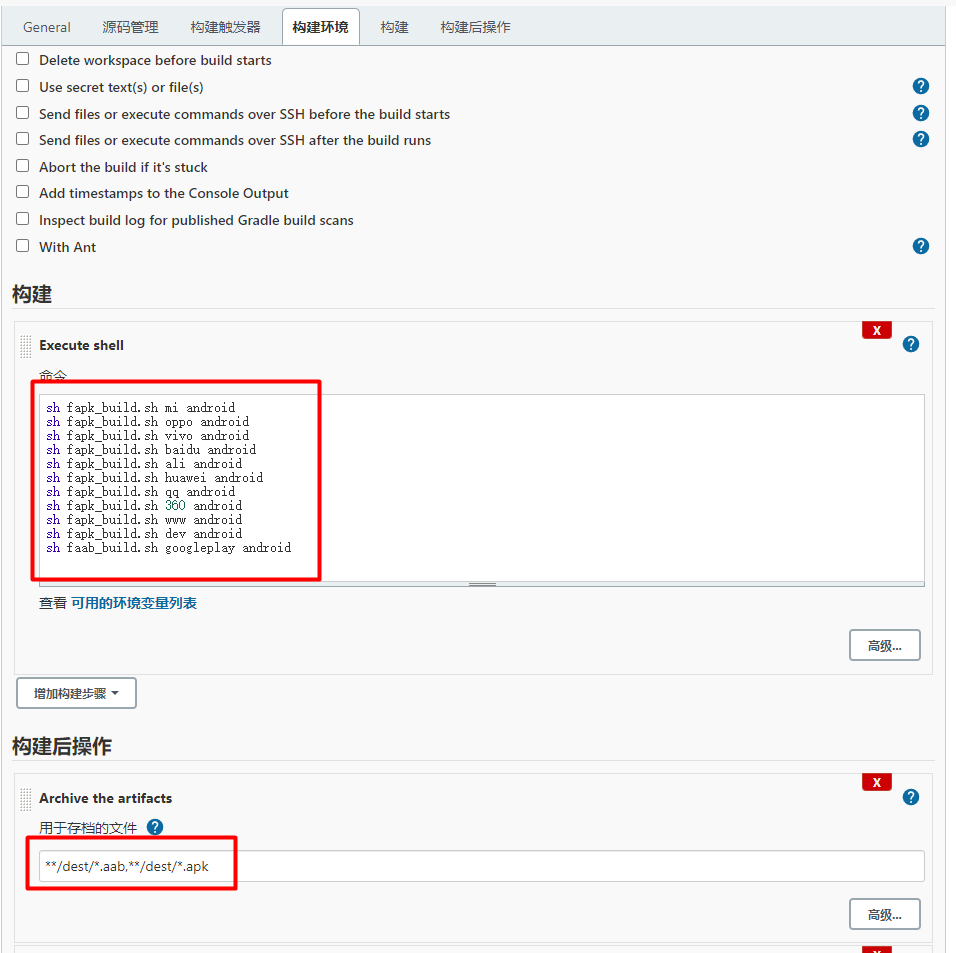 General 源码管理 构建触发器 构建环境 构建 构建后操作
Delete workspace before build starts
Use secret text(s) or file(s)
Send files or execute commands over SSH before the build starts
Send files or execute commands over SSH after the build runs
Abort the build if it's stuck
Add timestamps to the Console Output
Inspect build log for published Gradle build scans
With Ant
构建
X
Execute shell
命令
sh fapk_build.sh mi android
sh fapk_build.sh oppo android
sh fapk_build.sh vivo android
sh fapk_build.sh baidu android
sh fapk_build.sh ali android
sh fapk_build.sh huawei android
sh fapk_build.sh qq android
sh fapk_build.sh 360 android
sh fapk_build.sh www android
sh fapk_build.sh dev android
sh faab_build.sh googleplay android
查看 可用的环境变量列表
高级...
增加构建步骤
构建后操作
X
Archive the artifacts
用于存档的文件
**/dest/*.aab,**/dest/*.apk
高级...